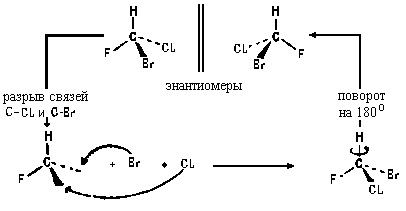 H
H
C
Cl
F
Br
Cl
C
Br
F
энантиомеры
разрыв связей
C–Cl и C-Br
поворот
на 180°
H
C
F
+ Br + Cl
H
C
F
Br
Cl